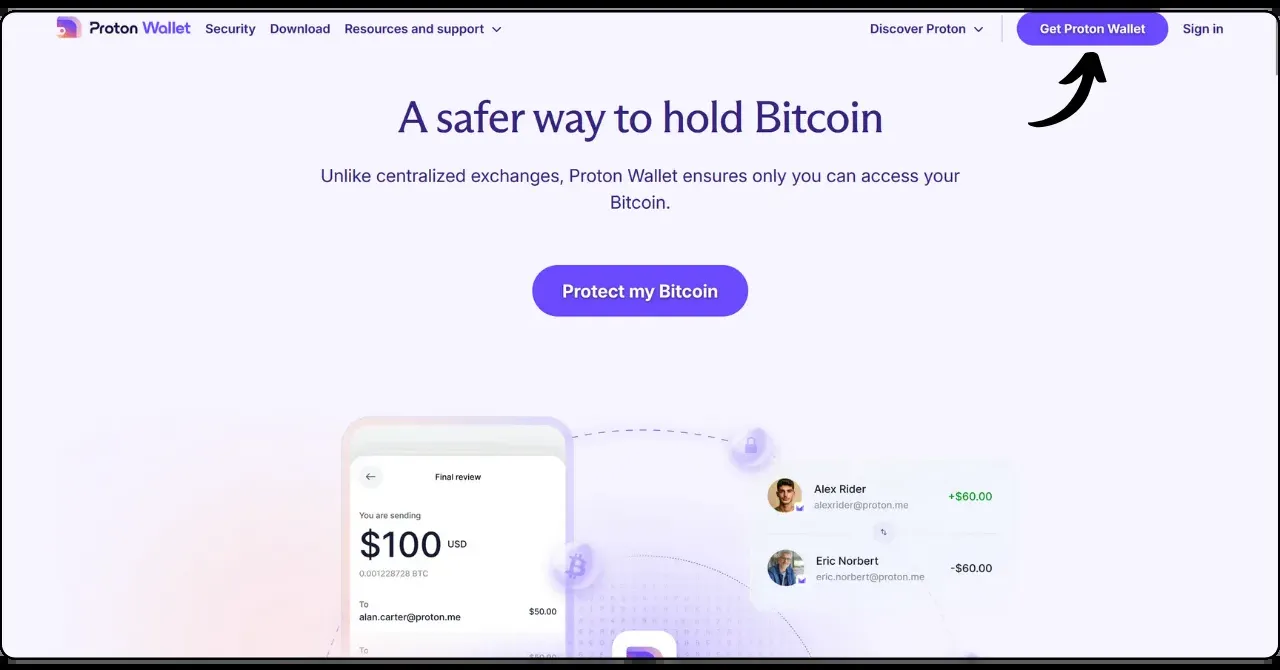 Proton Wallet Security Download Resources and support Discover Proton Get Proton Wallet Sign in
A safer way to hold Bitcoin
Unlike centralized exchanges, Proton Wallet ensures only you can access your
Bitcoin.
Protect my Bitcoin
Final review
You are sending
$100 USD
0.001228728 BTC
To
alan.carter@proton.me $50.00
To
Alex Rider
alexrider@proton.me
+$60.00
Eric Norbert
eric.norbert@proton.me
-$60.00